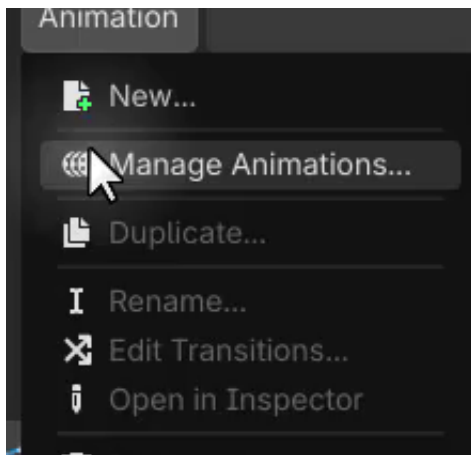 Animation
New...
Manage Animations...
Duplicate...
Rename...
Edit Transitions...
Open in Inspector